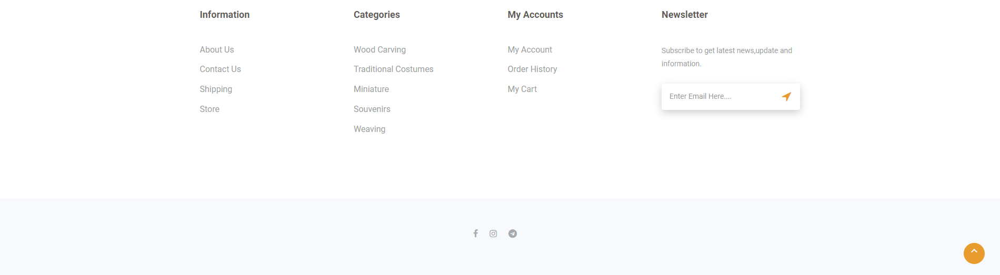 Information
About Us
Contact Us
Shipping
Store
Categories
Wood Carving
Traditional Costumes
Miniature
Souvenirs
Weaving
My Accounts
My Account
Order History
My Cart
Newsletter
Subscribe to get latest news,update and
information.
Enter Email Here....